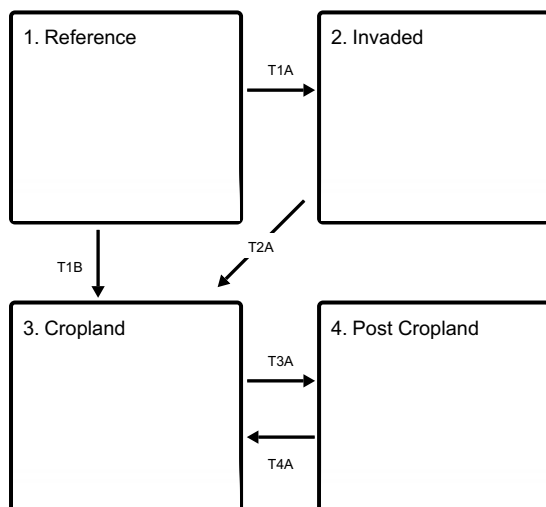 1. Reference
2. Invaded
T1A
T1B
T2A
3. Cropland
4. Post Cropland
T3A
T4A